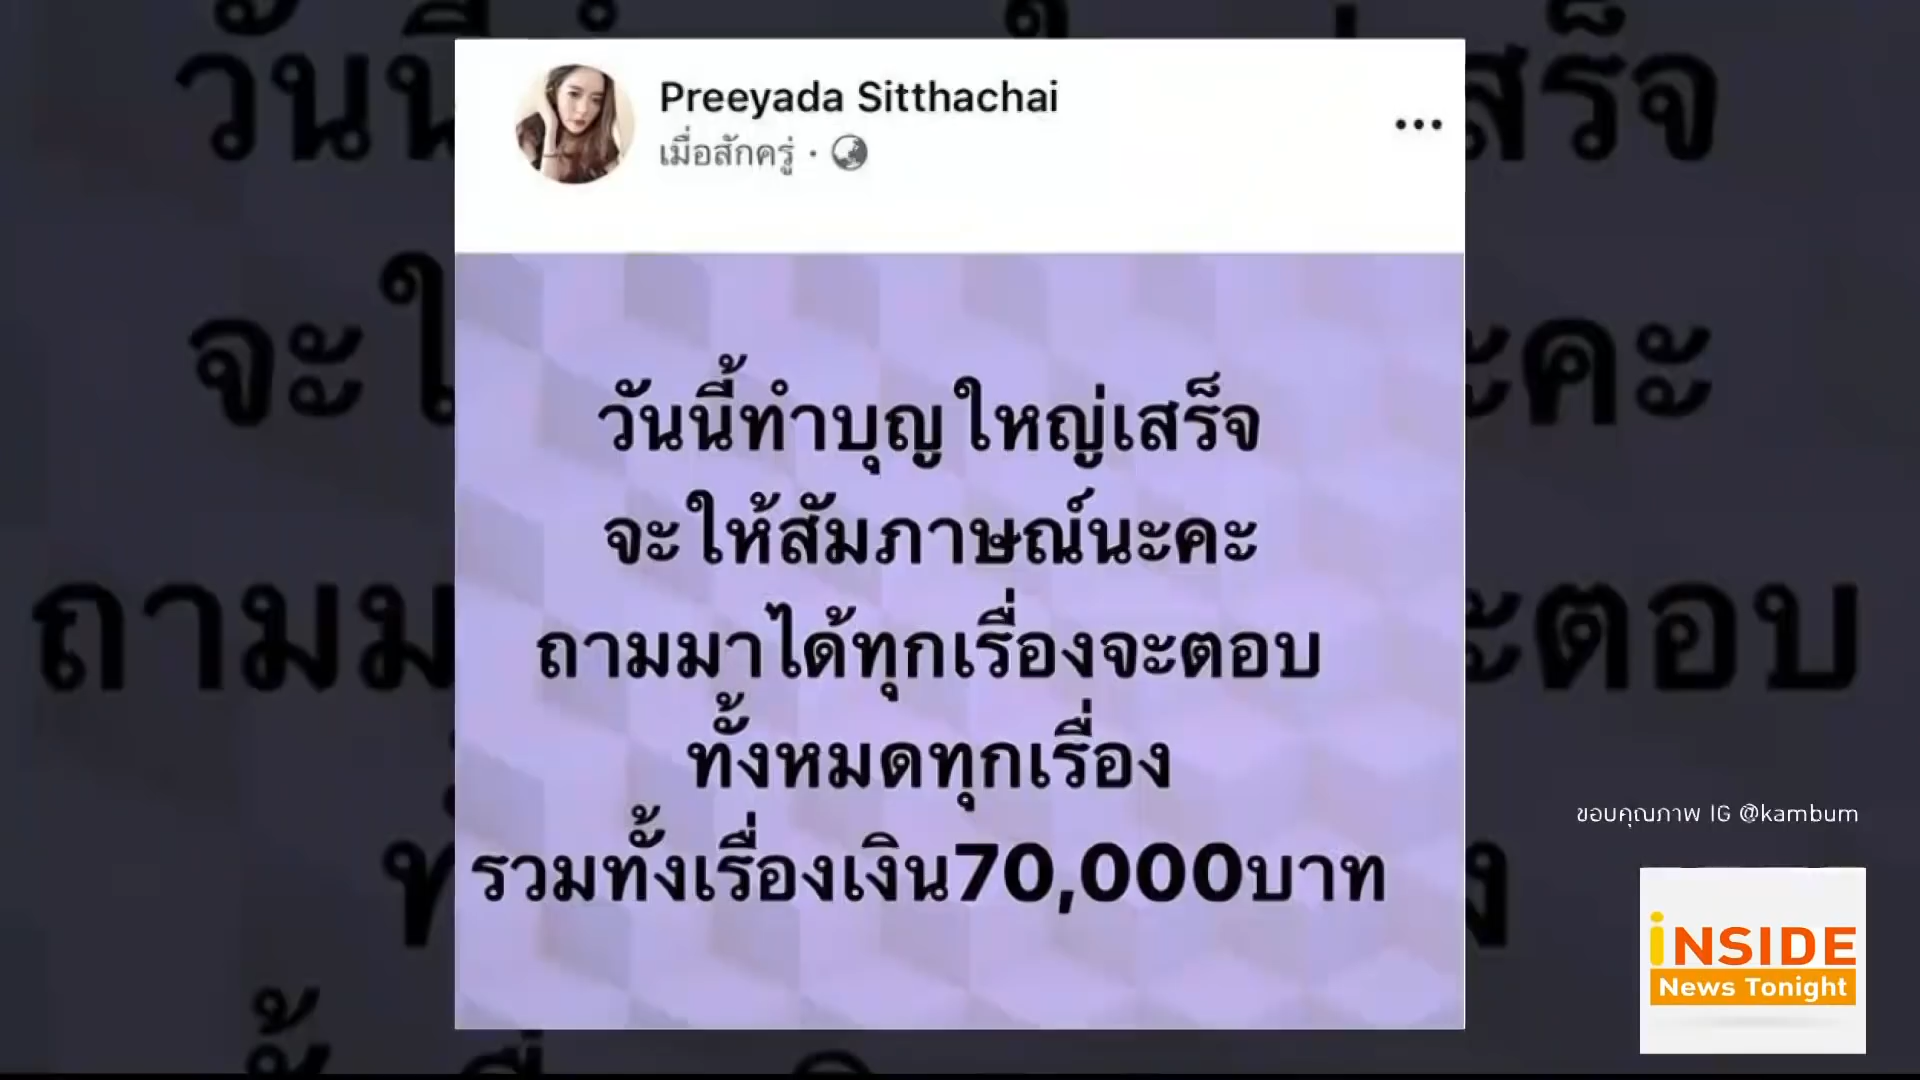 Preeyada Sitthachai
เมื่อสักครู่ ·
วันนี้ทำบุญใหญ่เสร็จ
จะให้สัมภาษณ์นะคะ
ถามมาได้ทุกเรื่องจะตอบ
ทั้งหมดทุกเรื่อง
รวมทั้งเรื่องเงิน70,000บาท
ขอบคุณภาพ IG @kambum
iNSIDE
News Tonight